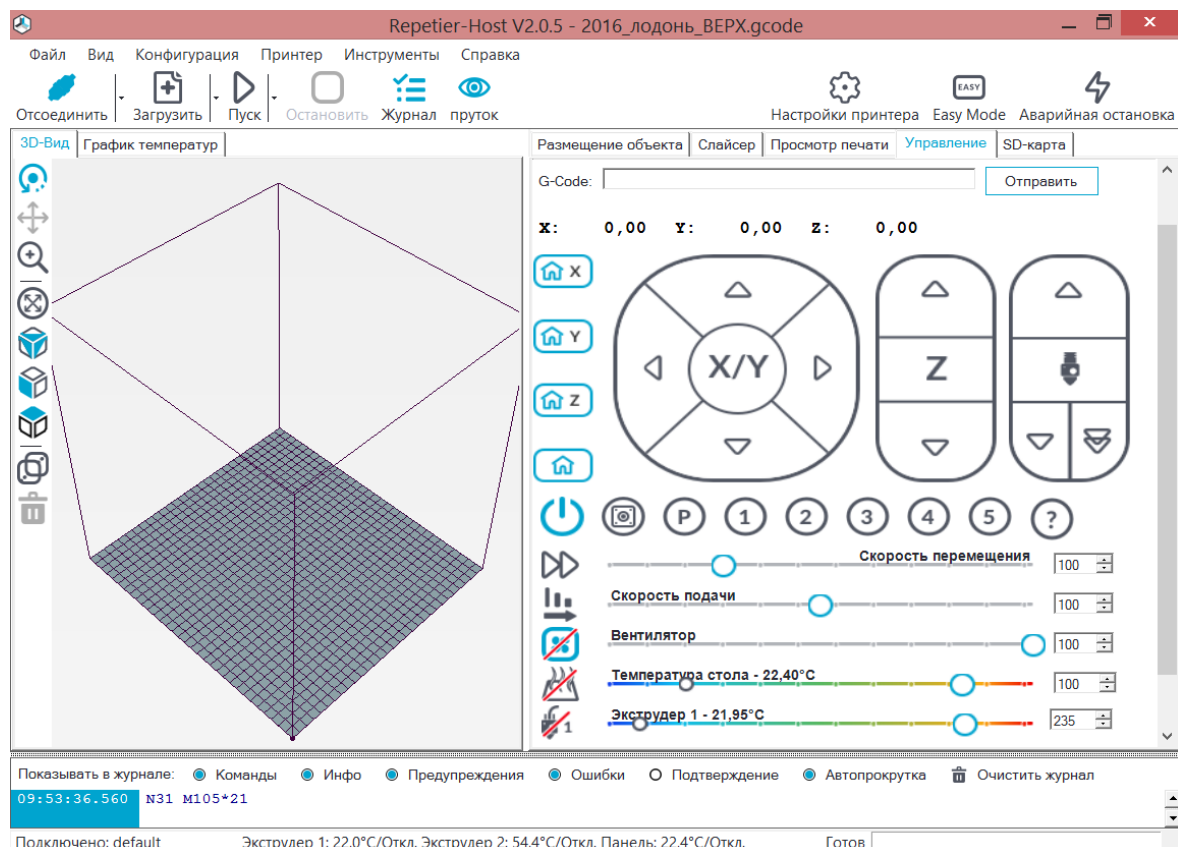 Repetier-Host V2.0.5 - 2016_лодонь_ВЕРХ.gcode
Файл Вид Конфигурация Принтер Инструменты Справка
EASY
Отсоединить Загрузить Пуск Остановить Журнал пруток Настройки принтера Easy Mode Аварийная остановка
3D-Вид График температур
Размещение объекта Слайсер Просмотр печати Управление SD-карта
G-Code: Отправить
X: 0,00 Y: 0,00 Z: 0,00
X
Y
Z
X/Y
Z
P 1 2 3 4 5 ?
Скорость перемещения 100
Скорость подачи 100
Вентилятор 100
Температура стола - 22,40°C 100
1 Экструдер 1 - 21,95°C 235
Показывать в журнале: Команды Инфо Предупреждения Ошибки Подтверждение Автопрокрутка Очистить журнал
09:53:36.560 N31 M105*21
Подключено: default Экструдер 1: 22.0°C/Откл. Экструдер 2: 54.4°C/Откл. Панель: 22.4°C/Откл. Готов